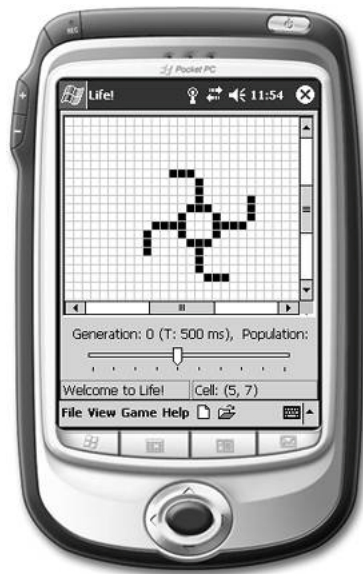 REC
Pocket PC
Life! 11:54
Generation: 0 (T: 500 ms), Population:
Welcome to Life! Cell: (5, 7)
File View Game Help